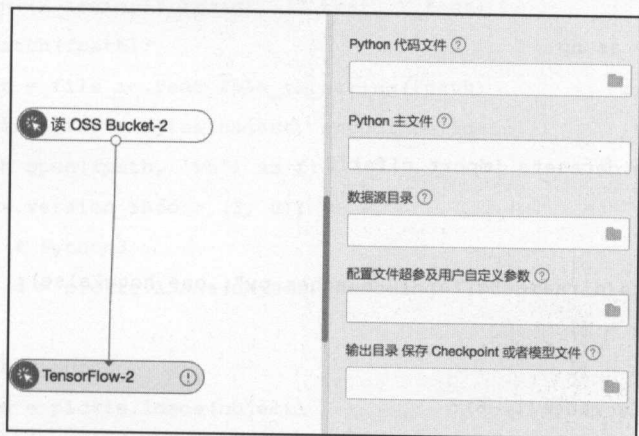 读 OSS Bucket-2
TensorFlow-2
Python 代码文件
Python 主文件
数据源目录
配置文件超参及用户自定义参数
输出目录 保存 Checkpoint 或者模型文件